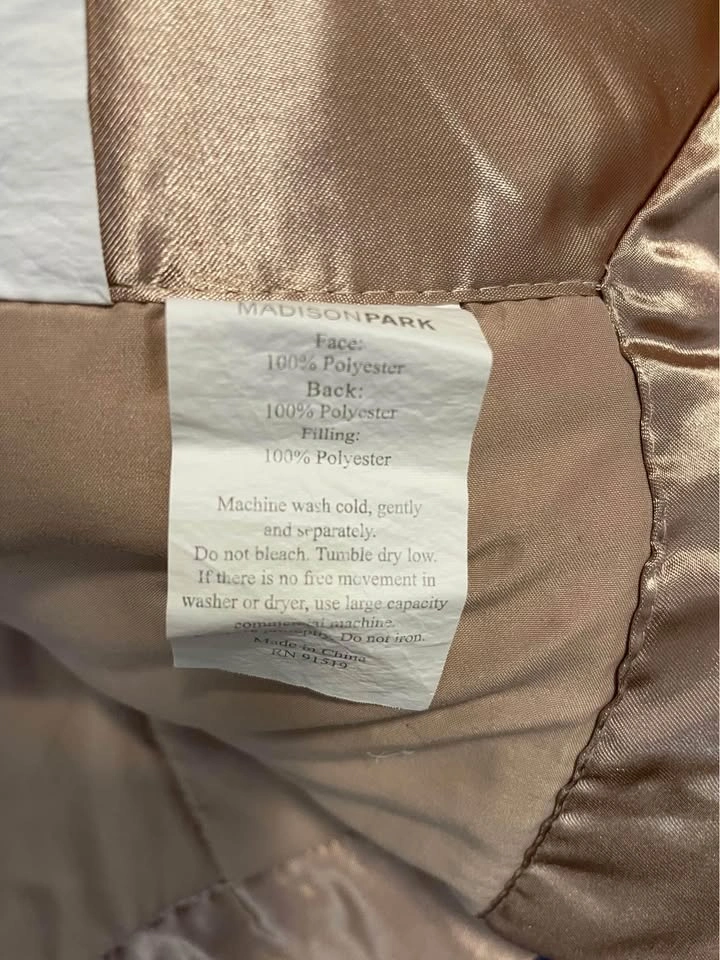 MADISONPARK
Face:
100% Polyester
Back:
100% Polyester
Filling:
100% Polyester
Machine wash cold, gently
and separately.
Do not bleach. Tumble dry low.
If there is no free movement in
washer or dryer, use large capacity
commercial machine.
Do not iron.
Made in China
RN 91519